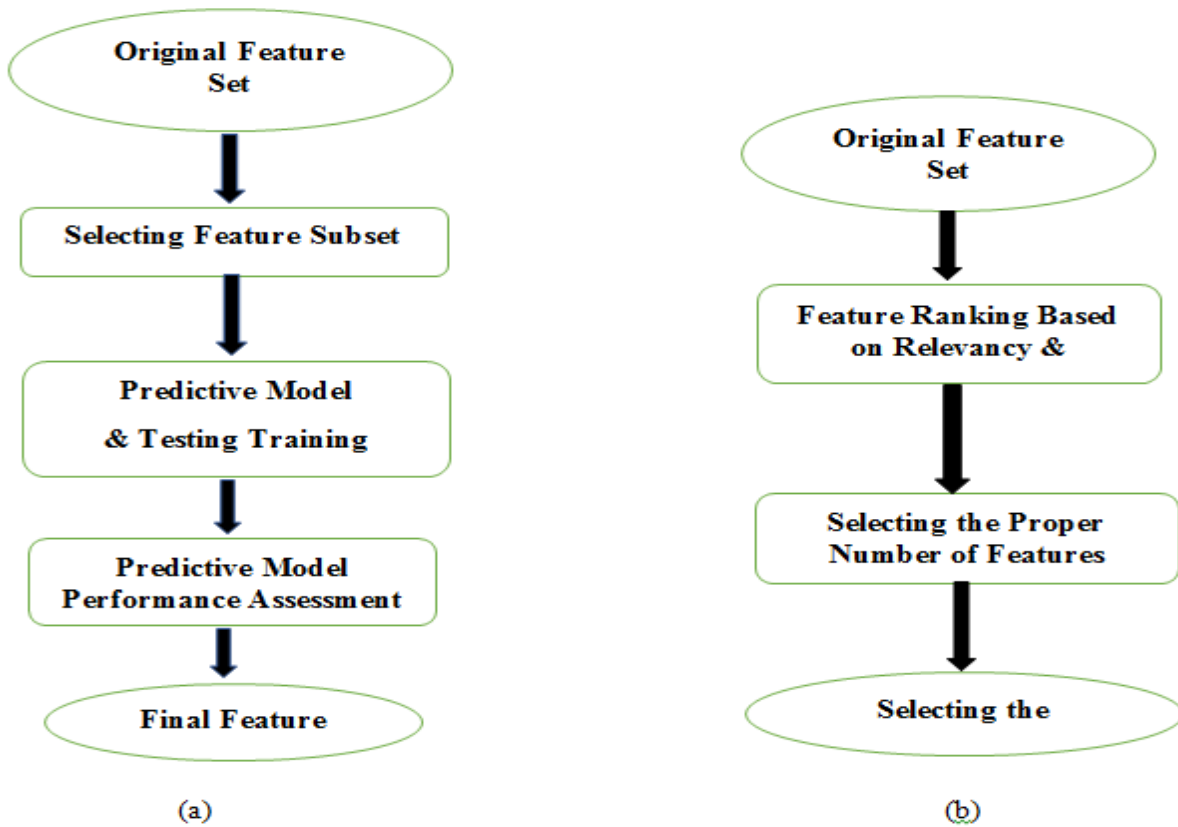 Original Feature
Set
Selecting Feature Subset
Predictive Model
& Testing Training
Predictive Model
Performance Assessment
Final Feature
(a)
Original Feature
Set
Feature Ranking Based
on Relevancy &
Selecting the Proper
Number of Features
Selecting the
(b)